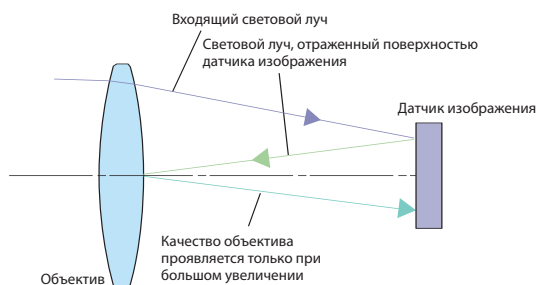 Входящий световой луч
Световой луч, отраженный поверхностью
датчика изображения
Датчик изображения
Качество объектива
проявляется только при
большом увеличении
Объектив